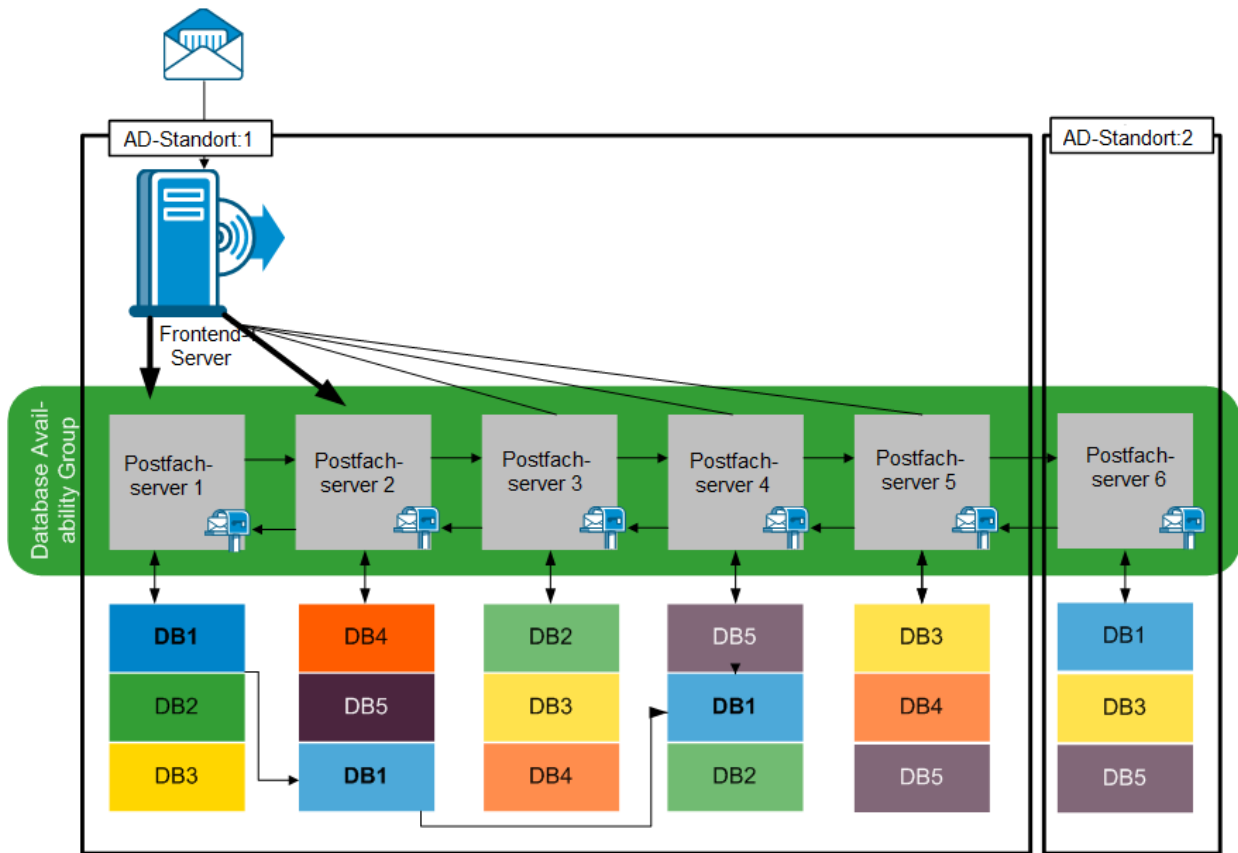 AD-Standort:1
AD-Standort:2
Frontend-
Server
Database Avail-
ability Group
Postfach-
server 1
Postfach-
server 2
Postfach-
server 3
Postfach-
server 4
Postfach-
server 5
Postfach-
server 6
DB1
DB4
DB2
DB5
DB3
DB1
DB2
DB5
DB3
DB1
DB4
DB3
DB3
DB1
DB4
DB2
DB5
DB5